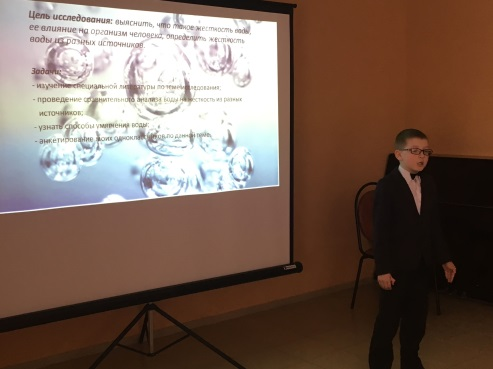 Цель исследования: выяснить, что такое жесткость воды,
ее влияние на организм человека, определить жесткость
воды из разных источников.
Задачи:
- изучение специальной литературы по теме исследования;
- проведение сравнительного анализа воды на жесткость из разных
источников;
- узнать способы умягчения воды;
- анкетирование моих одноклассников по данной теме.